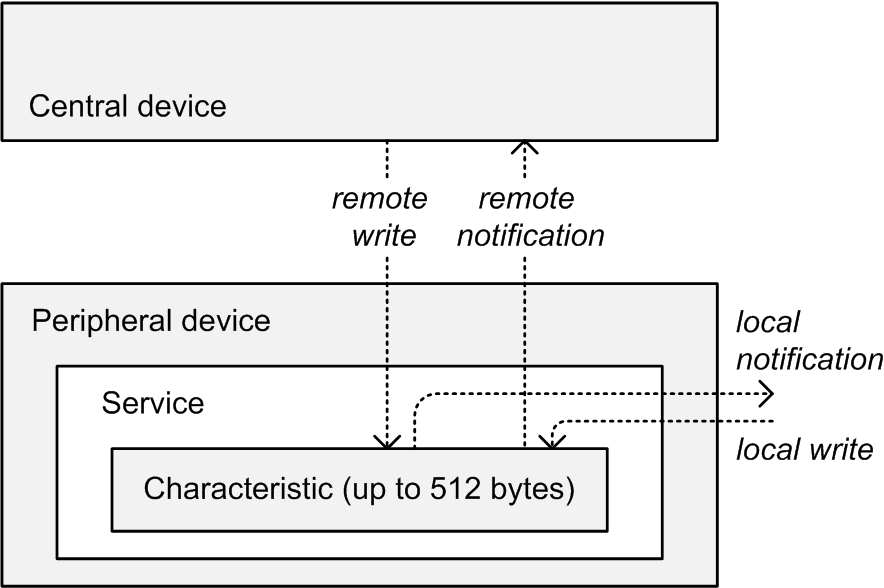 Central device
remote
write
remote
notification
Peripheral device
local
notification
Service
local write
Characteristic (up to 512 bytes)